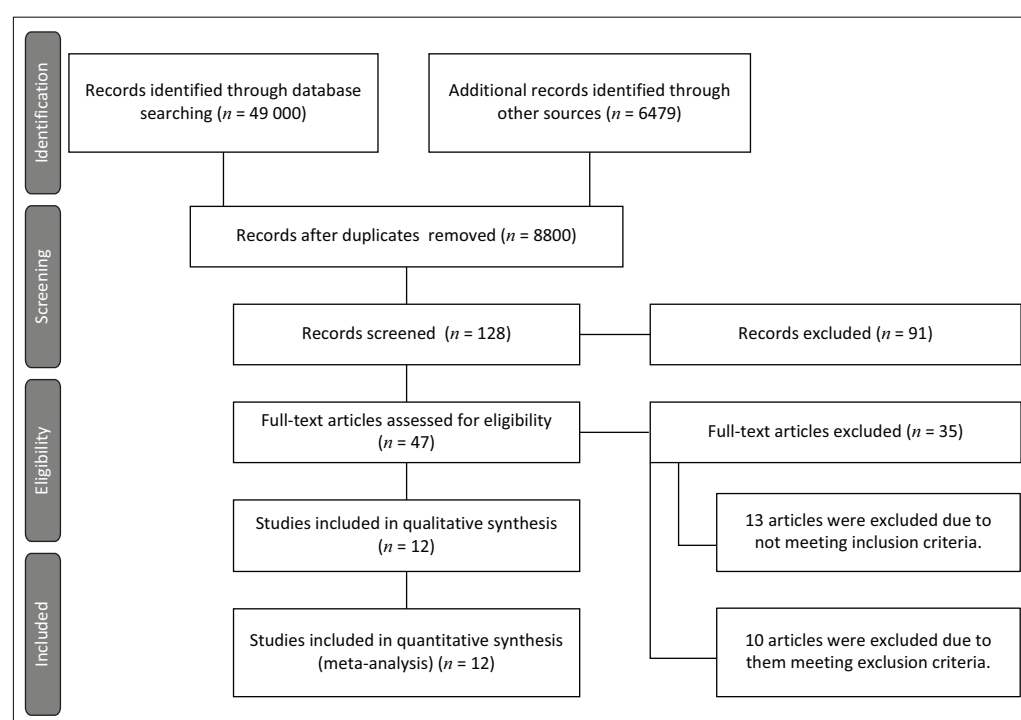 Identification
Records identified through database
searching (n = 49 000)
Additional records identified through
other sources (n = 6479)
Screening
Records after duplicates removed (n = 8800)
Records screened (n = 128)
Records excluded (n = 91)
Eligibility
Full-text articles assessed for eligibility
(n = 47)
Full-text articles excluded (n = 35)
13 articles were excluded due to
not meeting inclusion criteria.
Studies included in qualitative synthesis
(n = 12)
Included
Studies included in quantitative synthesis
(meta-analysis) (n = 12)
10 articles were excluded due to
them meeting exclusion criteria.